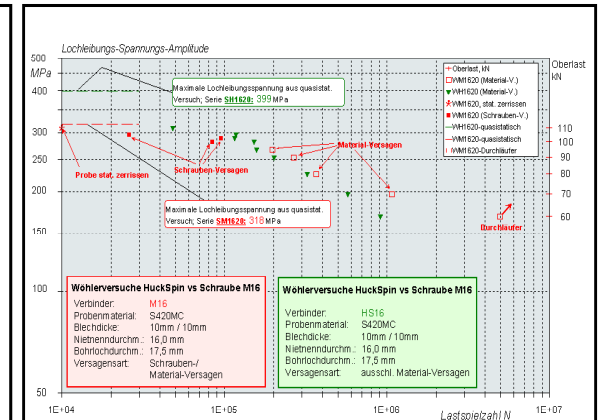 Lochleibungs-Spannungs-Amplitude
500
MPa
400
300
250
200
150
100
50
Oberlast
kN
110
100
90
80
70
60
Maximale Lochleibungsspannung aus quasistat.
Versuch; Serie SH1620: 399 MPa
Oberlast, kN
WM1620 (Material-V.)
WH1620 (Material-V.)
WM1620, stat. zerrissen
WM1620 (Schrauben-V.)
WH1620-quasistatisch
WM1620-quasistatisch
WM1620-Durchläufer
Material-Versagen
Schrauben-Versagen
Probe stat. zerrissen
Maximale Lochleibungsspannung aus quasistat.
Versuch; Serie SM1620: 318 MPa
Durchläufer
Wöhlerversuche HuckSpin vs Schraube M16
Verbinder: M16
Probenmaterial: S420MC
Blechdicke: 10mm / 10mm
Nietnenndurchm.: 16,0 mm
Bohrlochdurchm.: 17,5 mm
Versagensart: Schrauben-/
Material-Versagen
Wöhlerversuche HuckSpin vs Schraube M16
Verbinder: HS16
Probenmaterial: S420MC
Blechdicke: 10mm / 10mm
Nietnenndurchm.: 16,0 mm
Bohrlochdurchm.: 17,5 mm
Versagensart: ausschl. Material-Versagen
1E+04
1E+05
1E+06
1E+07
Lastspielzahl N